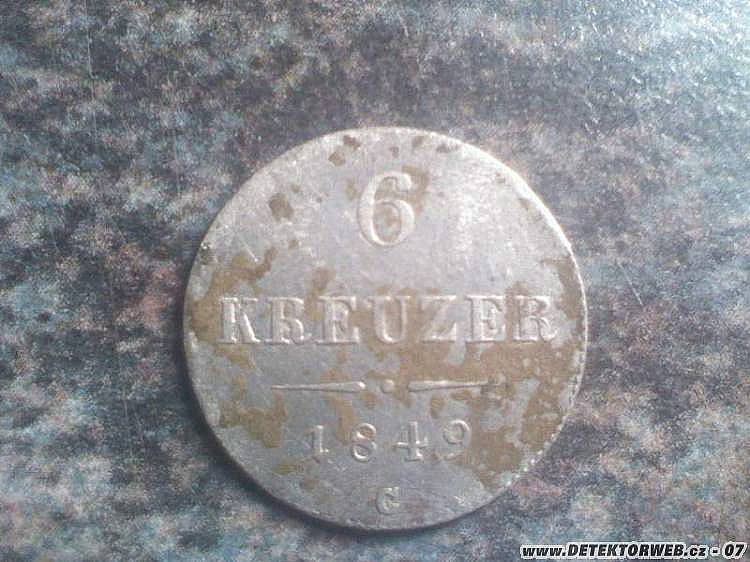 6
KREUZER
1849
C
www.DETEKTORWEB.cz - 07